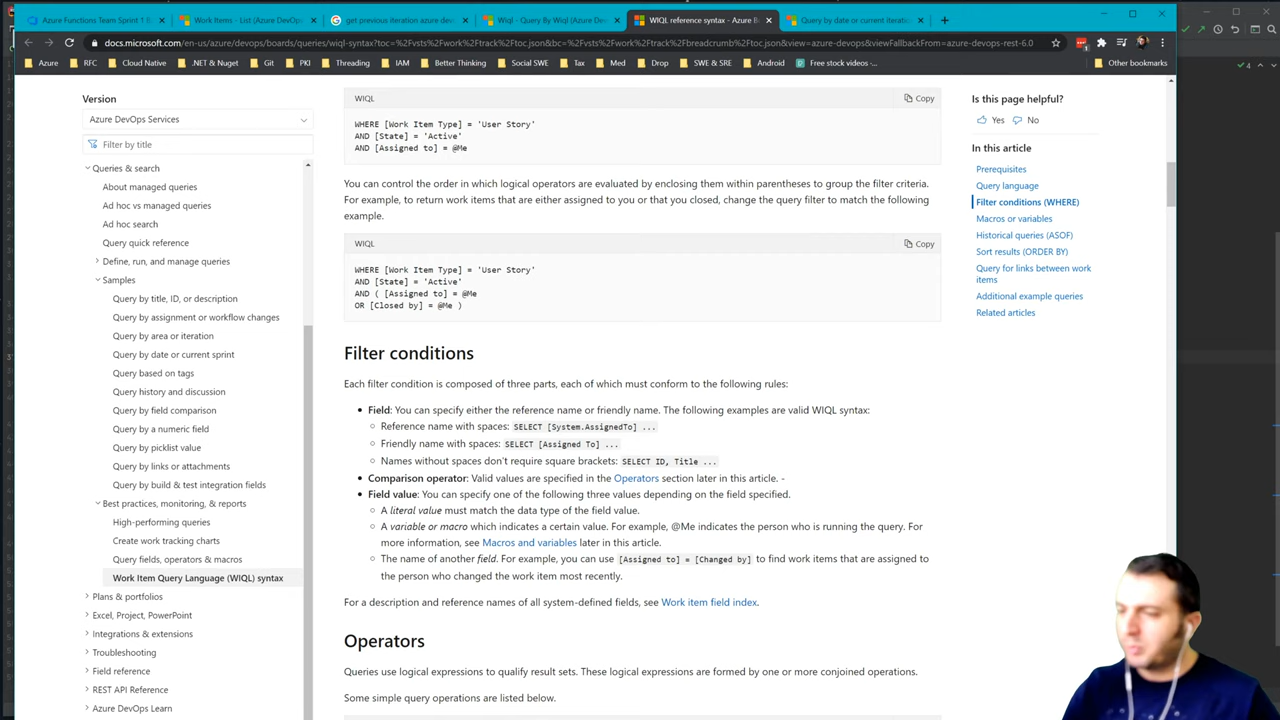 Azure Functions Team Sprint 1
Work Items - List (Azure DevOps
get previous iteration azure dev
Wiql - Query By Wiql (Azure Dev
WIQL reference syntax - Azure B
Query by date or current iteration
docs.microsoft.com/en-us/azure/devops/boards/queries/wiql-syntax?toc=%2Fvsts%2Fwork%2Ftrack%2Ftoc.json&bc=%2Fvsts%2Fwork%2Ftrack%2Fbreadcrumb%2Ftoc.json&view=azure-devops&viewFallbackFrom=azure-devops-rest-6.0
Azure RFC Cloud Native .NET & Nuget Git PKI Threading IAM Better Thinking Social SWE Tax Med Drop SWE & SRE Android Free stock videos -... Other bookmarks
Version
Azure DevOps Services
Filter by title
Queries & search
About managed queries
Ad hoc vs managed queries
Ad hoc search
Query quick reference
Define, run, and manage queries
Samples
Query by title, ID, or description
Query by assignment or workflow changes
Query by area or iteration
Query by date or current sprint
Query based on tags
Query history and discussion
Query by field comparison
Query by a numeric field
Query by picklist value
Query by links or attachments
Query by build & test integration fields
Best practices, monitoring, & reports
High-performing queries
Create work tracking charts
Query fields, operators & macros
Work Item Query Language (WIQL) syntax
Plans & portfolios
Excel, Project, PowerPoint
Integrations & extensions
Troubleshooting
Field reference
REST API Reference
Azure DevOps Learn
WIQL Copy
WHERE [Work Item Type] = 'User Story'
AND [State] = 'Active'
AND [Assigned to] = @Me
You can control the order in which logical operators are evaluated by enclosing them within parentheses to group the filter criteria.
For example, to return work items that are either assigned to you or that you closed, change the query filter to match the following
example.
WIQL Copy
WHERE [Work Item Type] = 'User Story'
AND [State] = 'Active'
AND ( [Assigned to] = @Me
OR [Closed by] = @Me )
Filter conditions
Each filter condition is composed of three parts, each of which must conform to the following rules:
• Field: You can specify either the reference name or friendly name. The following examples are valid WIQL syntax:
Reference name with spaces: SELECT [System.AssignedTo] ...
Friendly name with spaces: SELECT [Assigned To] ...
Names without spaces don't require square brackets: SELECT ID, Title ...
• Comparison operator: Valid values are specified in the Operators section later in this article. -
• Field value: You can specify one of the following three values depending on the field specified.
A literal value must match the data type of the field value.
A variable or macro which indicates a certain value. For example, @Me indicates the person who is running the query. For
more information, see Macros and variables later in this article.
The name of another field. For example, you can use [Assigned to] = [Changed by] to find work items that are assigned to
the person who changed the work item most recently.
For a description and reference names of all system-defined fields, see Work item field index.
Operators
Queries use logical expressions to qualify result sets. These logical expressions are formed by one or more conjoined operations.
Some simple query operations are listed below.
Is this page helpful?
Yes No
In this article
Prerequisites
Query language
Filter conditions (WHERE)
Macros or variables
Historical queries (ASOF)
Sort results (ORDER BY)
Query for links between work
items
Additional example queries
Related articles
4